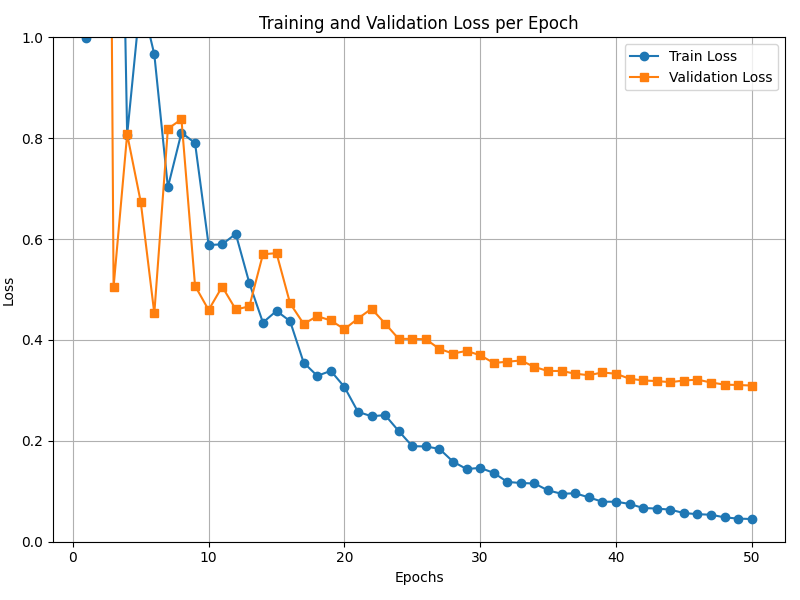 Training and Validation Loss per Epoch
Train Loss
Validation Loss
1.0
0.8
0.6
0.4
0.2
0.0
Loss
0 10 20 30 40 50
Epochs